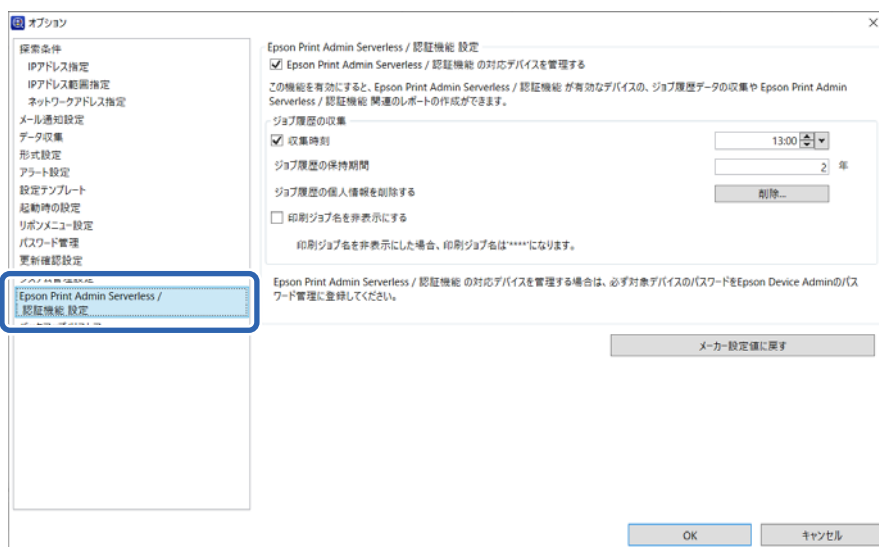 オプション
探索条件
IPアドレス指定
IPアドレス範囲指定
ネットワークアドレス指定
メール通知設定
データ収集
形式設定
アラート設定
設定テンプレート
起動時の設定
リボンメニュー設定
パスワード管理
更新確認設定
Epson Print Admin Serverless /
認証機能 設定
Epson Print Admin Serverless / 認証機能 設定
Epson Print Admin Serverless / 認証機能 の対応デバイスを管理する
この機能を有効にすると、Epson Print Admin Serverless / 認証機能 が有効なデバイスの、ジョブ履歴データの収集や Epson Print Admin
Serverless / 認証機能 関連のレポートの作成ができます。
ジョブ履歴の収集
収集時刻
13:00
ジョブ履歴の保持期間
2 年
ジョブ履歴の個人情報を削除する
削除...
印刷ジョブ名を非表示にする
印刷ジョブ名を非表示にした場合、印刷ジョブ名は'****'になります。
Epson Print Admin Serverless / 認証機能 の対応デバイスを管理する場合は、必ず対象デバイスのパスワードをEpson Device Adminのパス
ワード管理に登録してください。
メーカー設定値に戻す
OK
キャンセル